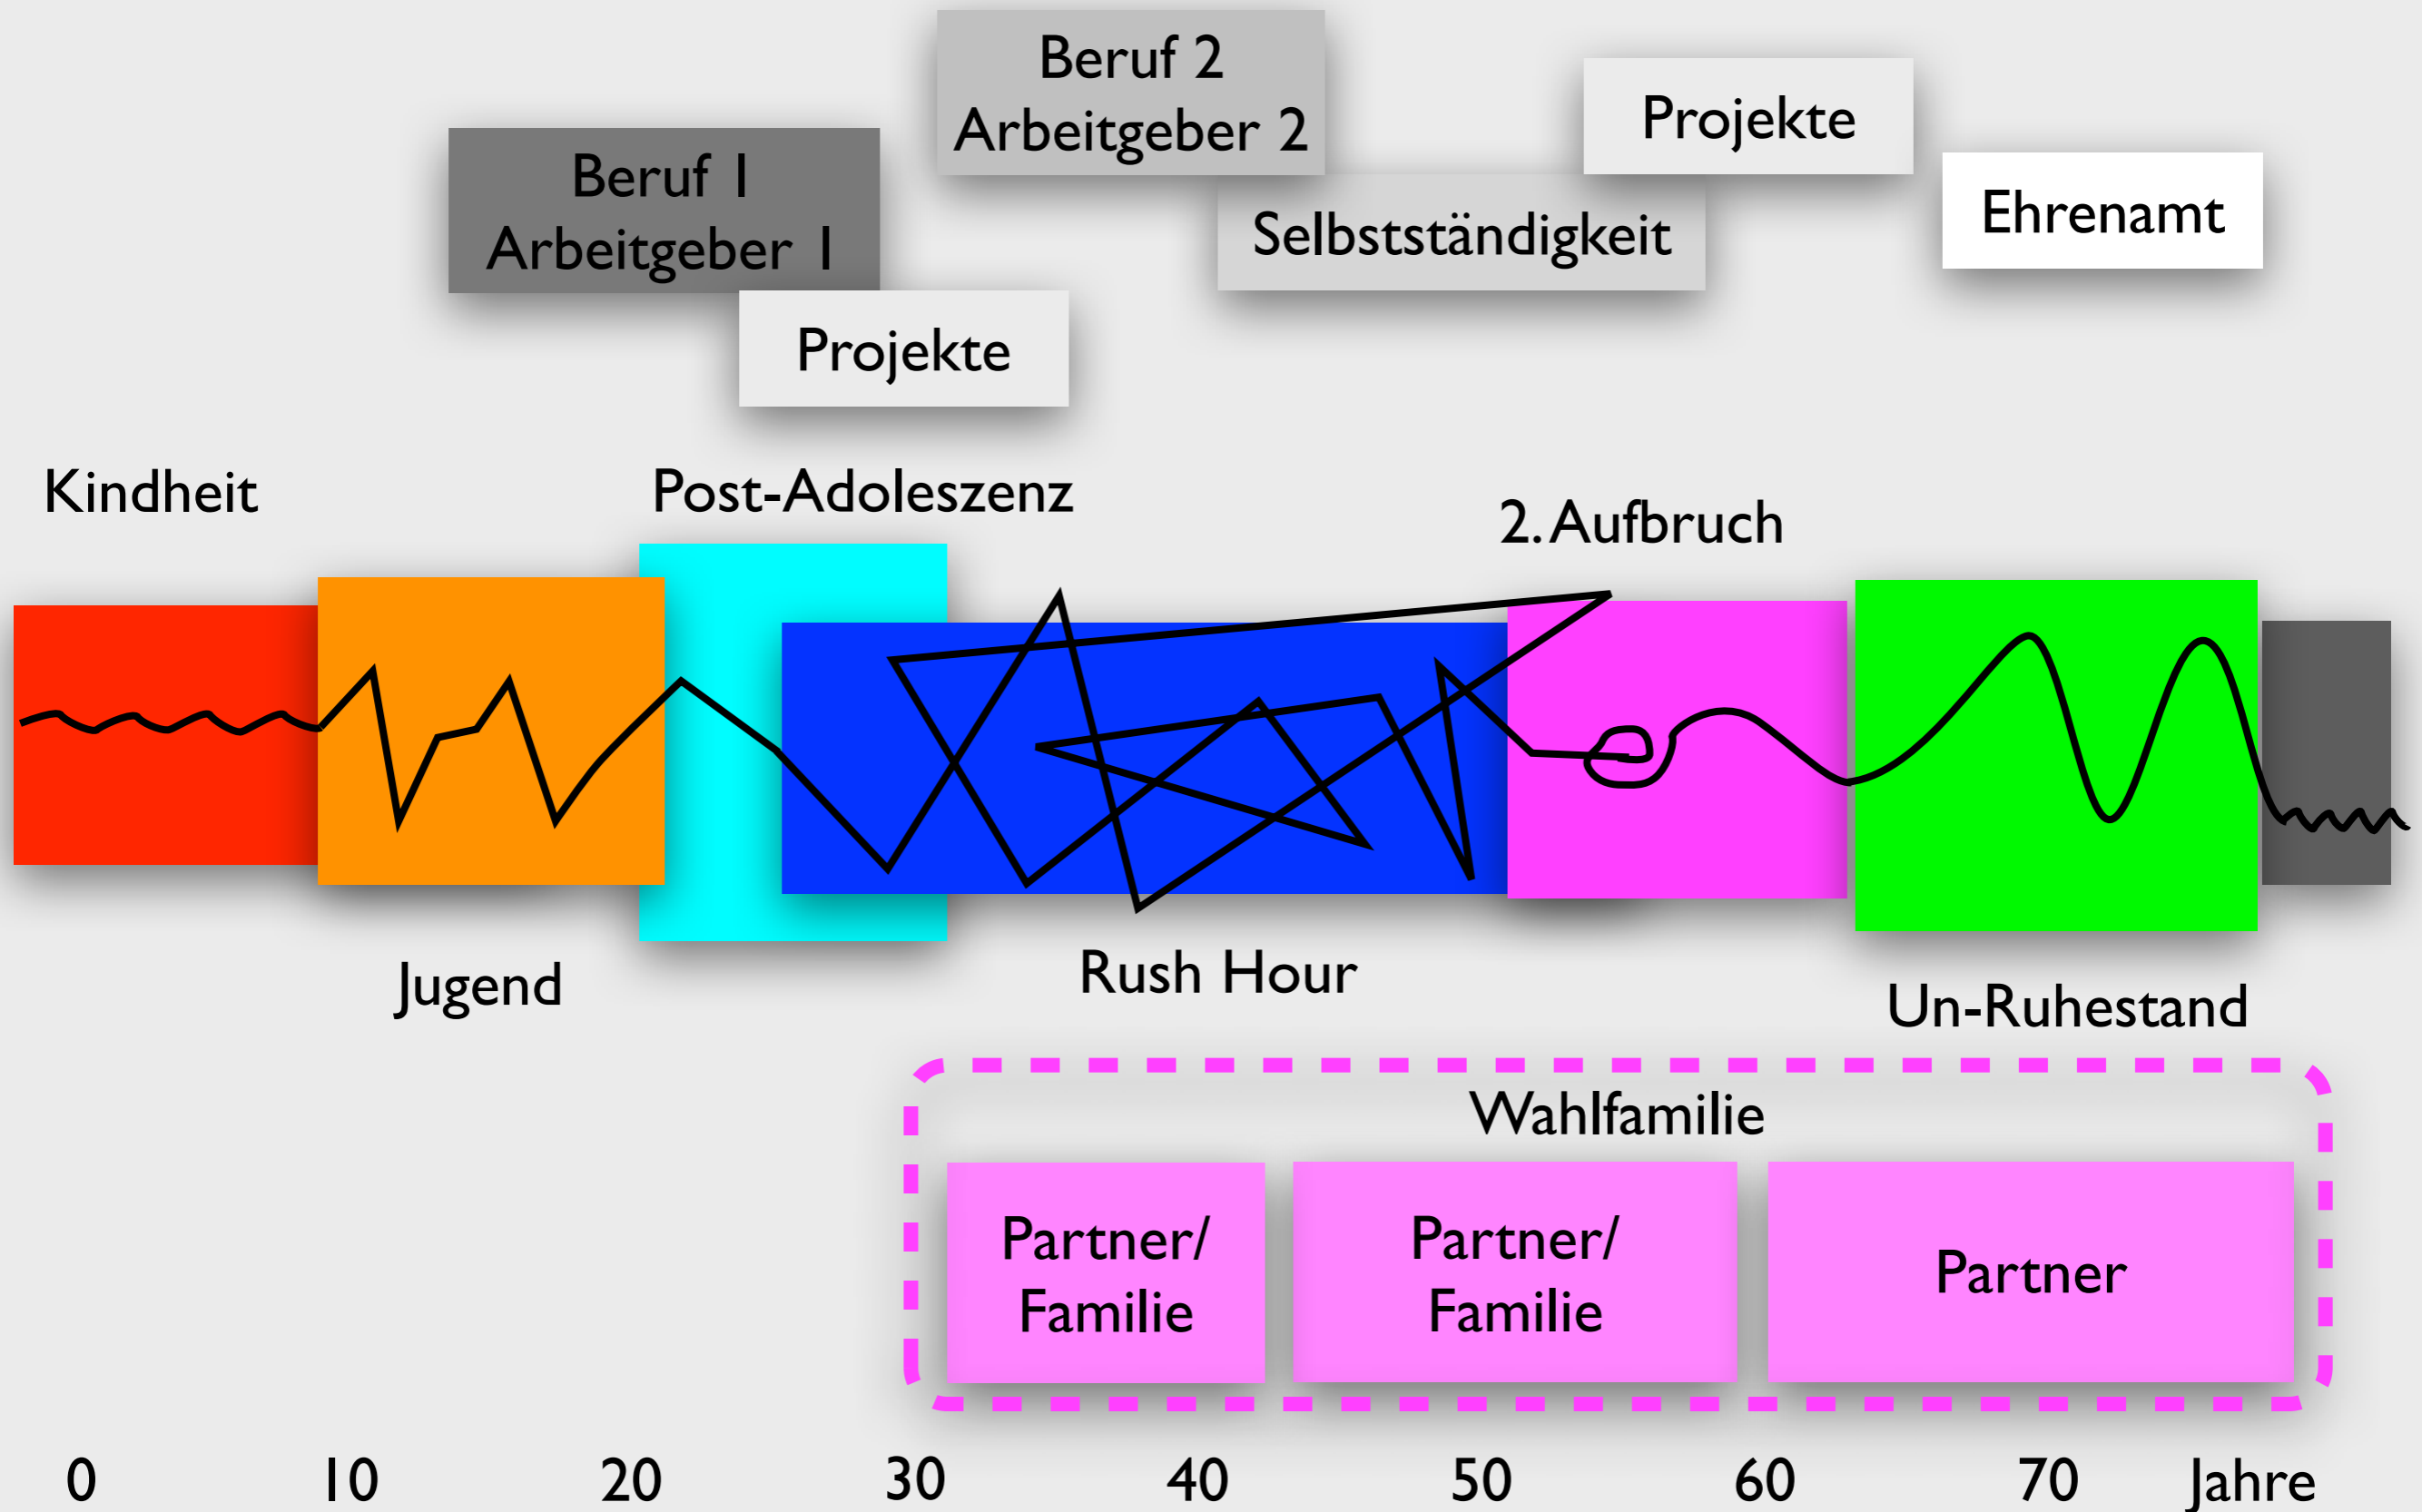 Beruf 2
Arbeitgeber 2
Projekte
Beruf 1
Arbeitgeber 1
Ehrenamt
Selbstständigkeit
Projekte
Kindheit
Post-Adoleszenz
2. Aufbruch
Jugend
Rush Hour
Un-Ruhestand
Wahlfamilie
Partner/
Familie
Partner/
Familie
Partner
0 10 20 30 40 50 60 70 Jahre